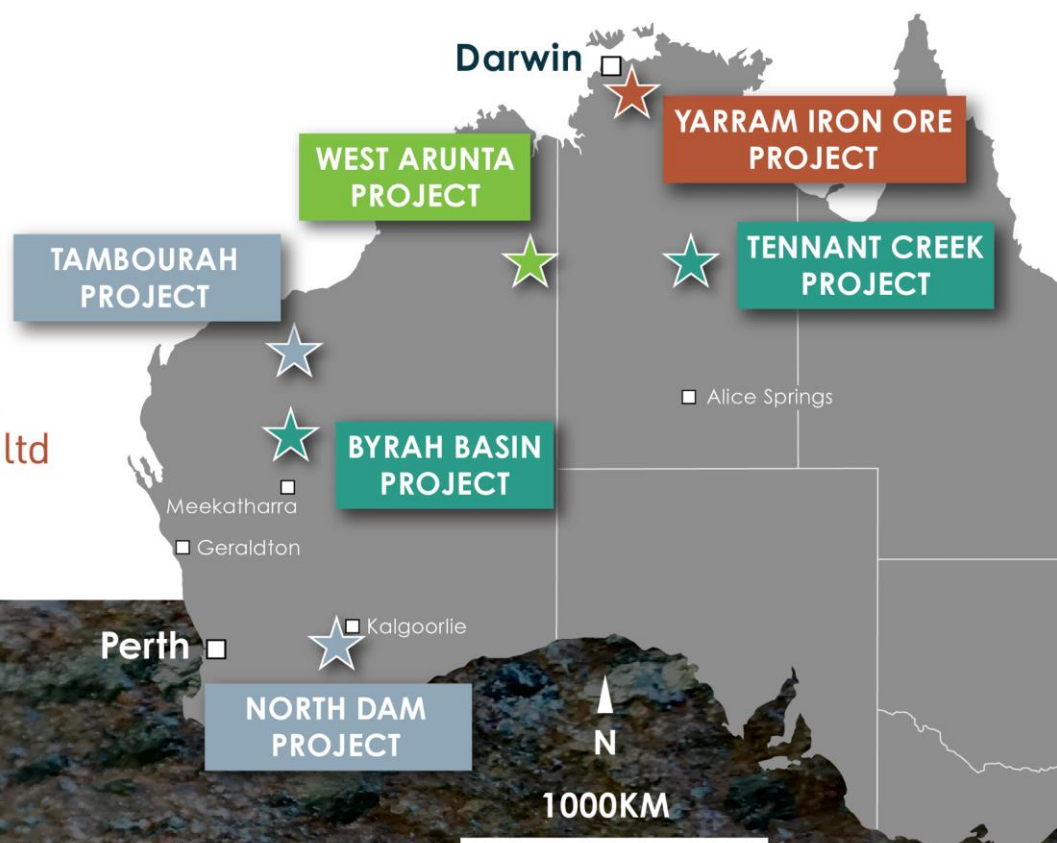 Darwin
YARRAM IRON ORE
PROJECT
WEST ARUNTA
PROJECT
TAMBOURAH
PROJECT
TENNANT CREEK
PROJECT
Alice Springs
ltd
BYRAH BASIN
PROJECT
Meekatharra
Geraldton
Perth
Kalgoorlie
NORTH DAM
PROJECT
N
1000KM